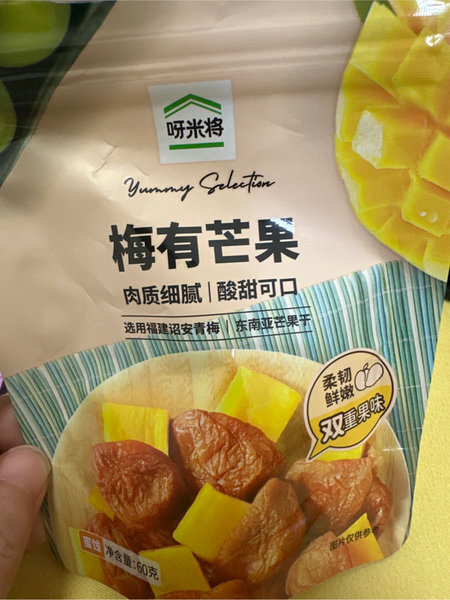 呀米将
Yummy Selection
梅有芒果
肉质细腻 | 酸甜可口
选用福建诏安青梅 | 东南亚芒果干
柔韧
鲜嫩
双重果味
蜜饯 净含量:60克
图片仅供参考